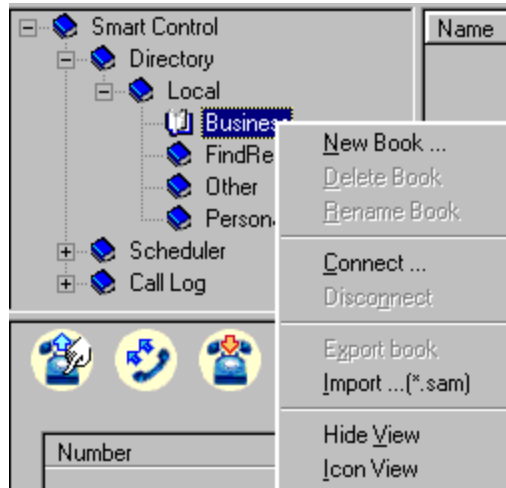 Smart Control
Directory
Local
Business
Other
Scheduler
Call Log
Name
New Book ...
Delete Book
Rename Book
Connect ...
Disconnect
Export book
Import ...(*.sam)
Hide View
Icon View
Number